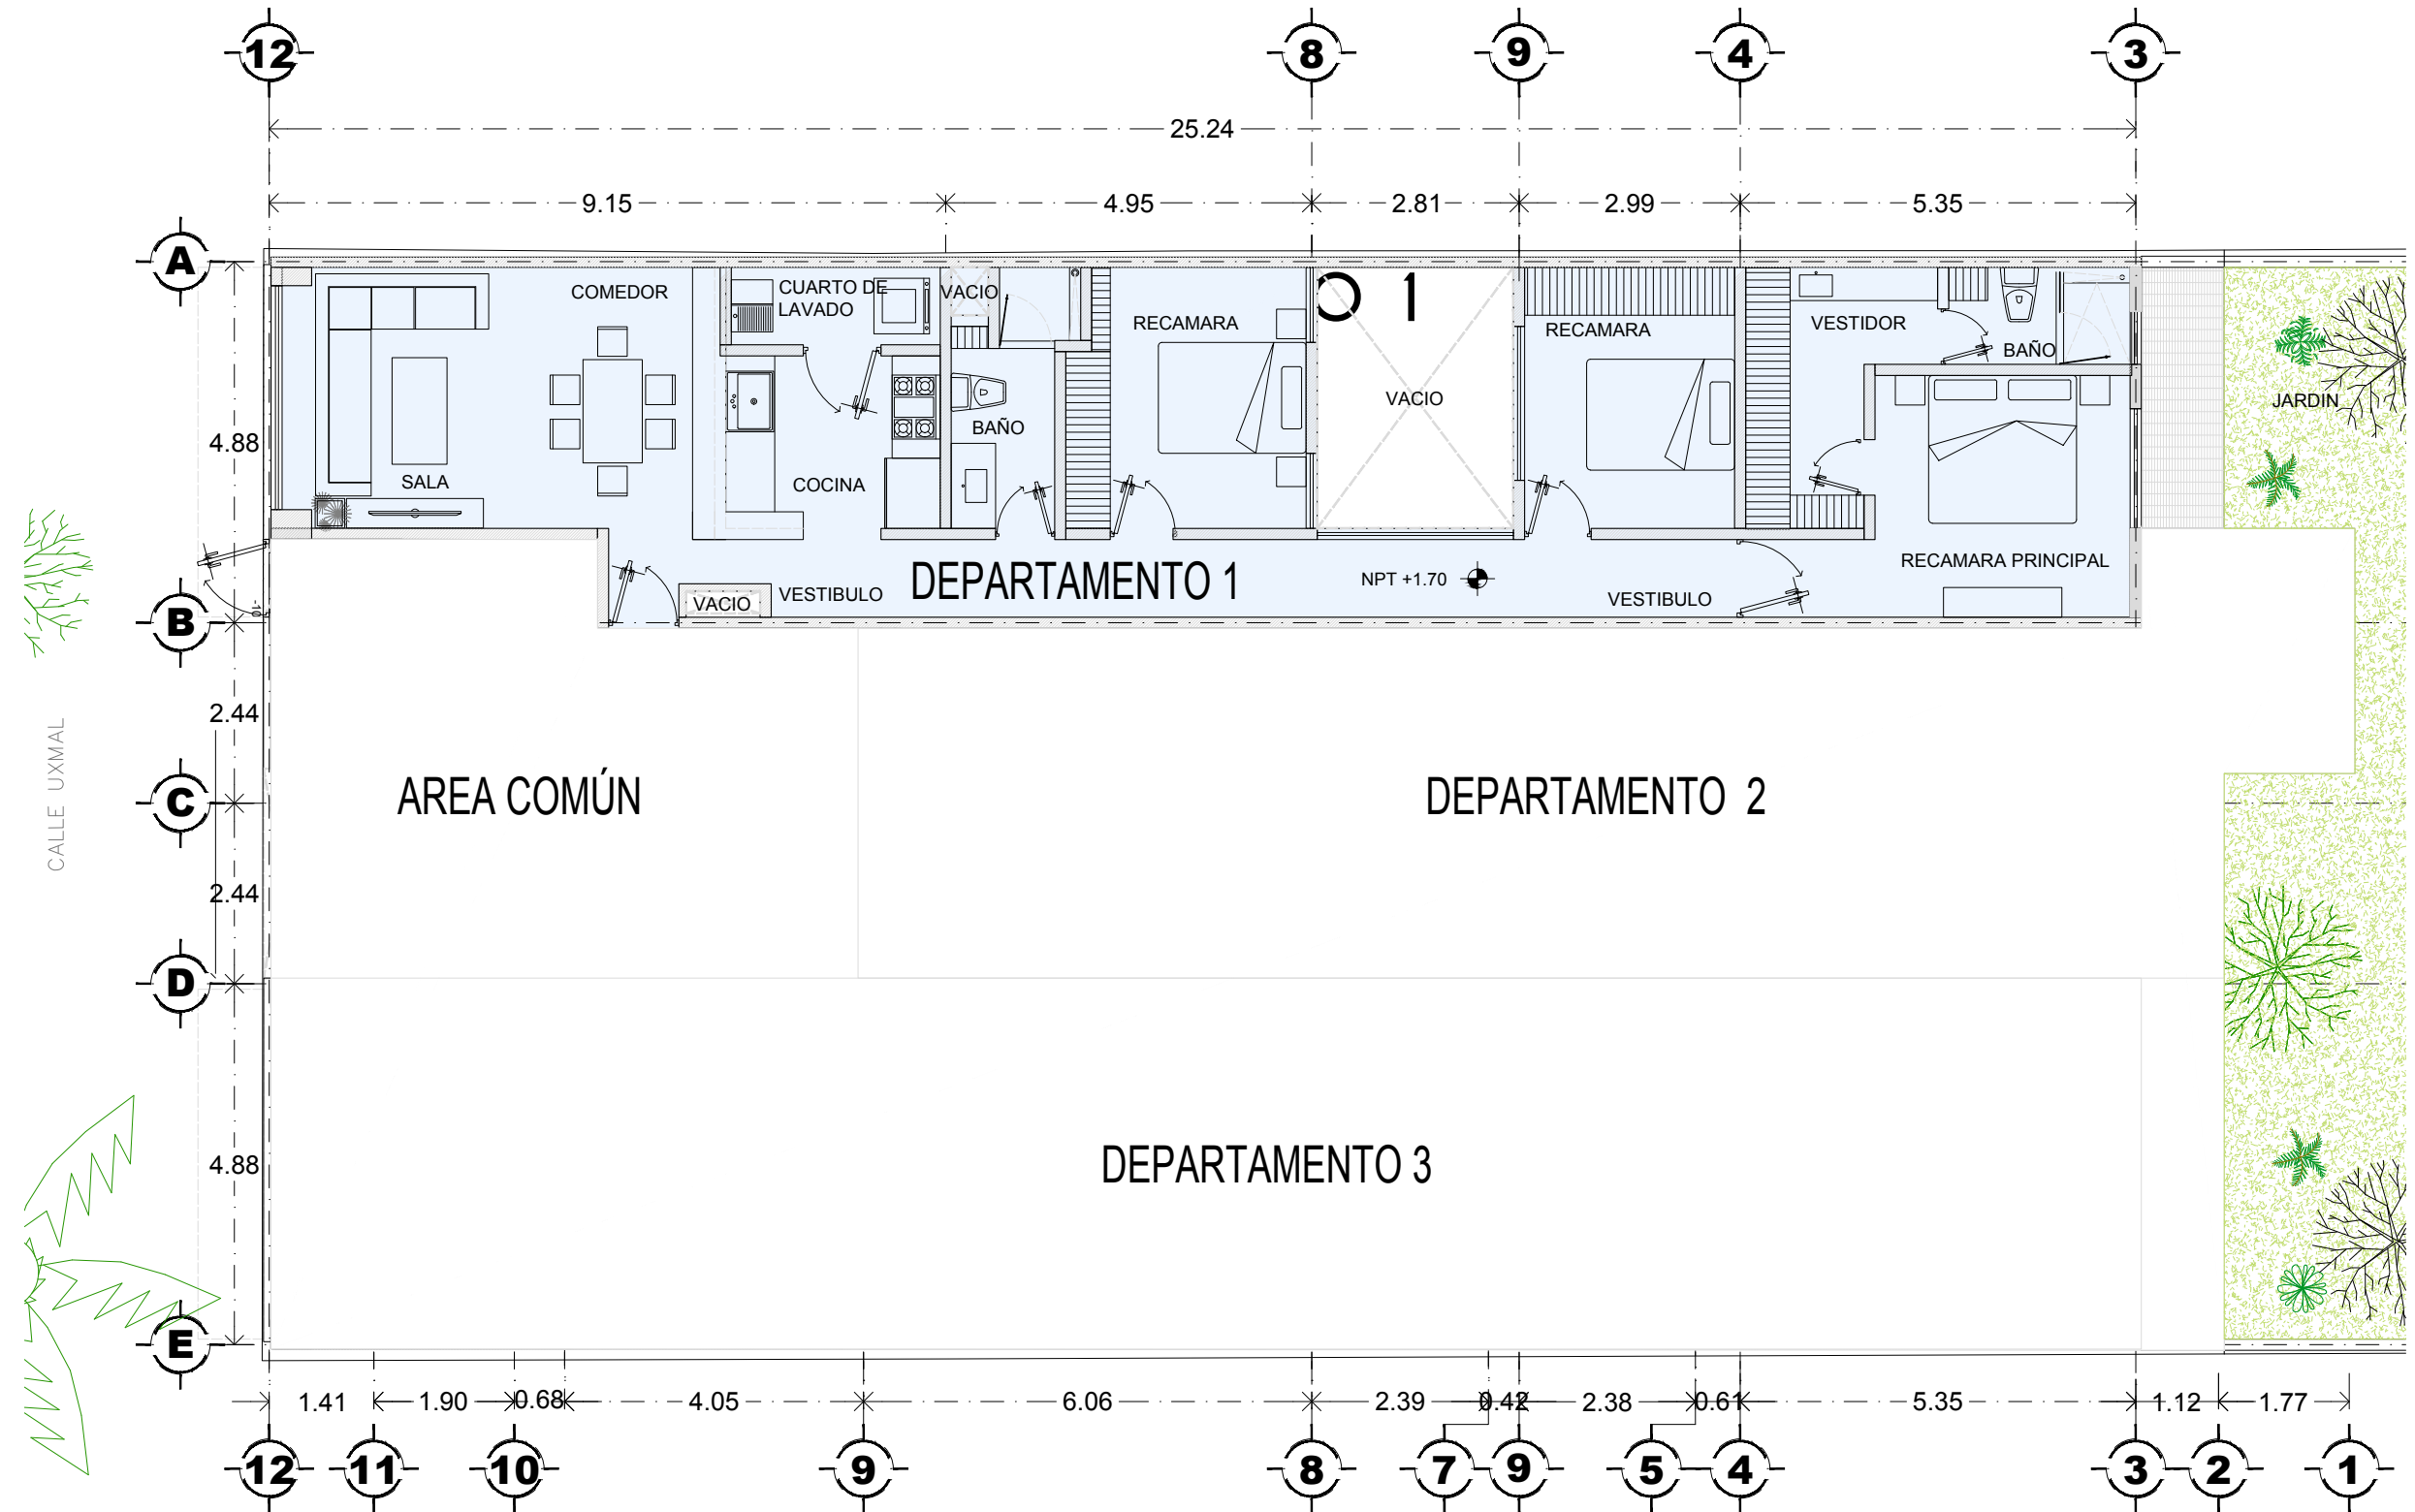 12 8 9 4 3
25.24
9.15 4.95 2.81 2.99 5.35
A
COMEDOR
CUARTO DE
LAVADO
VACIO
RECAMARA
O 1
RECAMARA
VESTIDOR
BAÑO
JARDIN
VACIO
4.88
SALA
COCINA
BAÑO
DEPARTAMENTO 1
NPT +1.70
RECAMARA PRINCIPAL
VACIO
VESTIBULO
VESTIBULO
B
2.44
CALLE UXMAL
AREA COMÚN
DEPARTAMENTO 2
C
2.44
D
4.88
DEPARTAMENTO 3
E
1.41 1.90 0.68 4.05 6.06 2.39 0.42 2.38 0.61 5.35 1.12 1.77
12 11 10 9 8 7 9 5 4 3 2 1